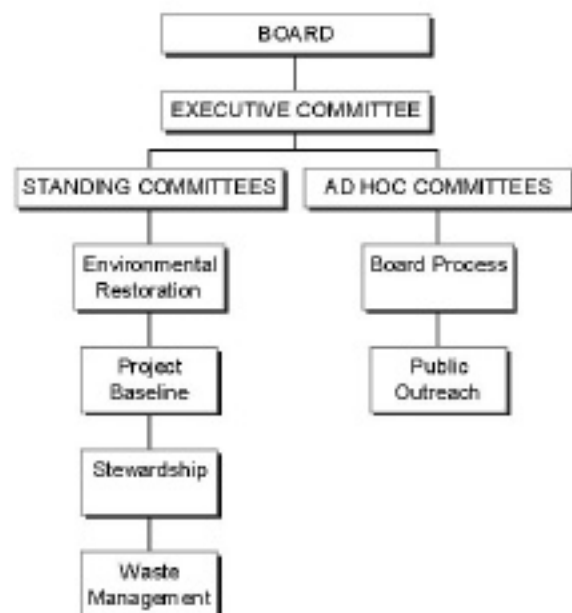 BOARD
EXECUTIVE COMMITTEE
STANDING COMMITTEES
AD HOC COMMITTEES
Environmental
Restoration
Board Process
Project
Baseline
Public
Outreach
Stewardship
Waste
Management